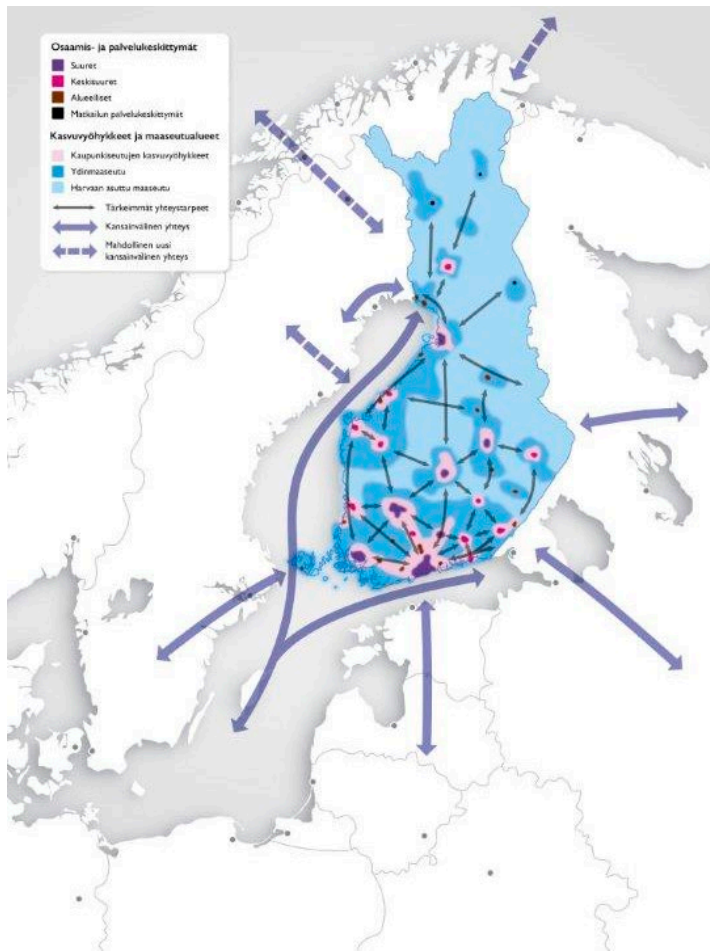 Osaamis- ja palvelukeskittymät
Suuret
Keskisuuret
Alueelliset
Matkailun palvelukeskittymät
Kasvuvyöhykkeet ja maaseutualueet
Kaupunkiseutujen kasvuvyöhykkeet
Ydinmaaseutu
Harvaan asuttu maaseutu
Tärkeimmät yhteystarpeet
Kansainvälinen yhteys
Mahdollinen uusi
kansainvälinen yhteys